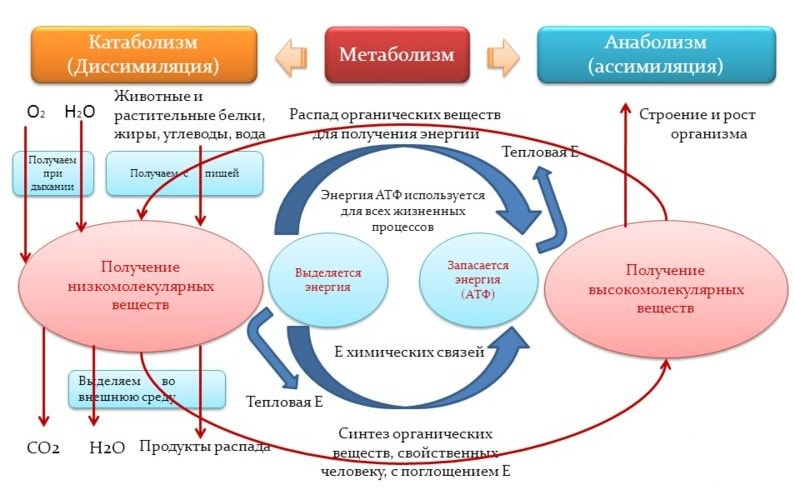 Катаболизм
(Диссимиляция)
Метаболизм
Анаболизм
(ассимиляция)
O2
H2O
Животные и
растительные белки,
жиры, углеводы, вода
Распад органических веществ
для получения энергии
Строение и рост
организма
Тепловая Е
Получаем
при
дыхании
Получаем с пищей
Энергия АТФ используется
для всех жизненных
процессов
Получение
низкомолекулярных
веществ
Выделяется
энергия
Запасается
энергия
(АТФ)
Получение
высокомолекулярных
веществ
Е химических связей
Выделяем во
внешнюю среду
Тепловая Е
CO2
H2O
Продукты распада
Синтез органических
веществ, свойственных
человеку, с поглощением Е